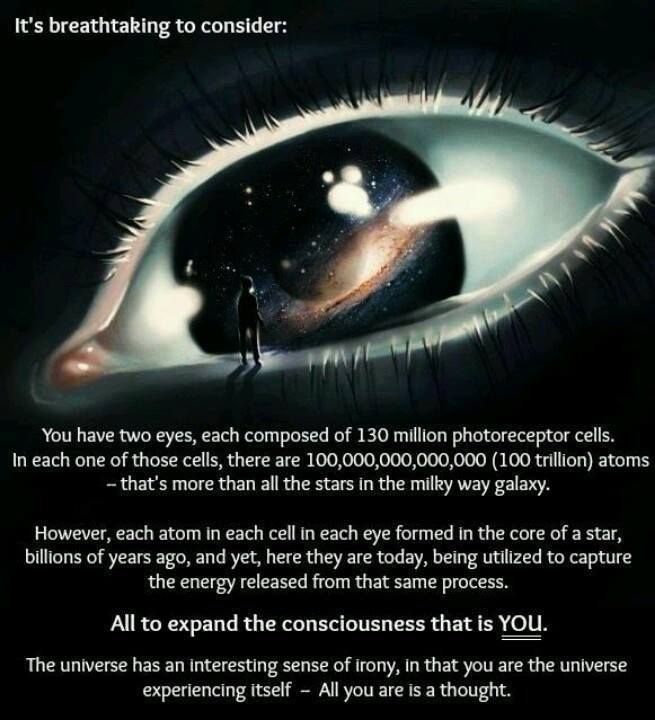 It's breathtaking to consider:
You have two eyes, each composed of 130 million photoreceptor cells.
In each one of those cells, there are 100,000,000,000,000 (100 trillion) atoms
– that's more than all the stars in the milky way galaxy.
However, each atom in each cell in each eye formed in the core of a star,
billions of years ago, and yet, here they are today, being utilized to capture
the energy released from that same process.
All to expand the consciousness that is YOU.
The universe has an interesting sense of irony, in that you are the universe
experiencing itself – All you are is a thought.